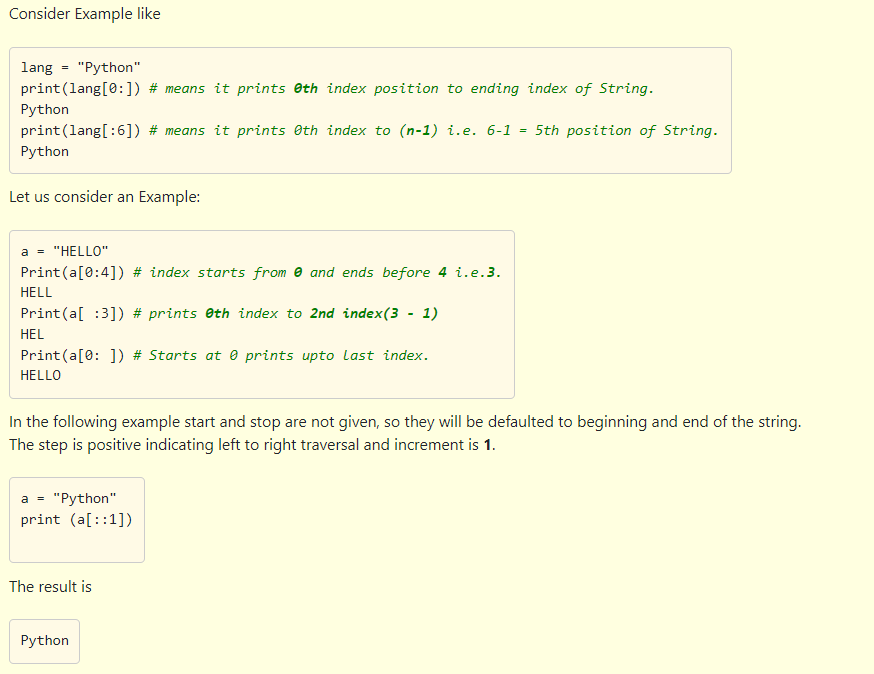 Consider Example like
lang = "Python"
print(lang[0:]) # means it prints 0th index position to ending index of String.
Python
print(lang[:6]) # means it prints 0th index to (n-1) i.e. 6-1 = 5th position of String.
Python
Let us consider an Example:
a = "HELLO"
Print(a[0:4]) # index starts from 0 and ends before 4 i.e.3.
HELL
Print(a[ :3]) # prints 0th index to 2nd index(3 - 1)
HEL
Print(a[0: ]) # Starts at 0 prints upto last index.
HELLO
In the following example start and stop are not given, so they will be defaulted to beginning and end of the string.
The step is positive indicating left to right traversal and increment is 1.
a = "Python"
print (a[::1])
The result is
Python